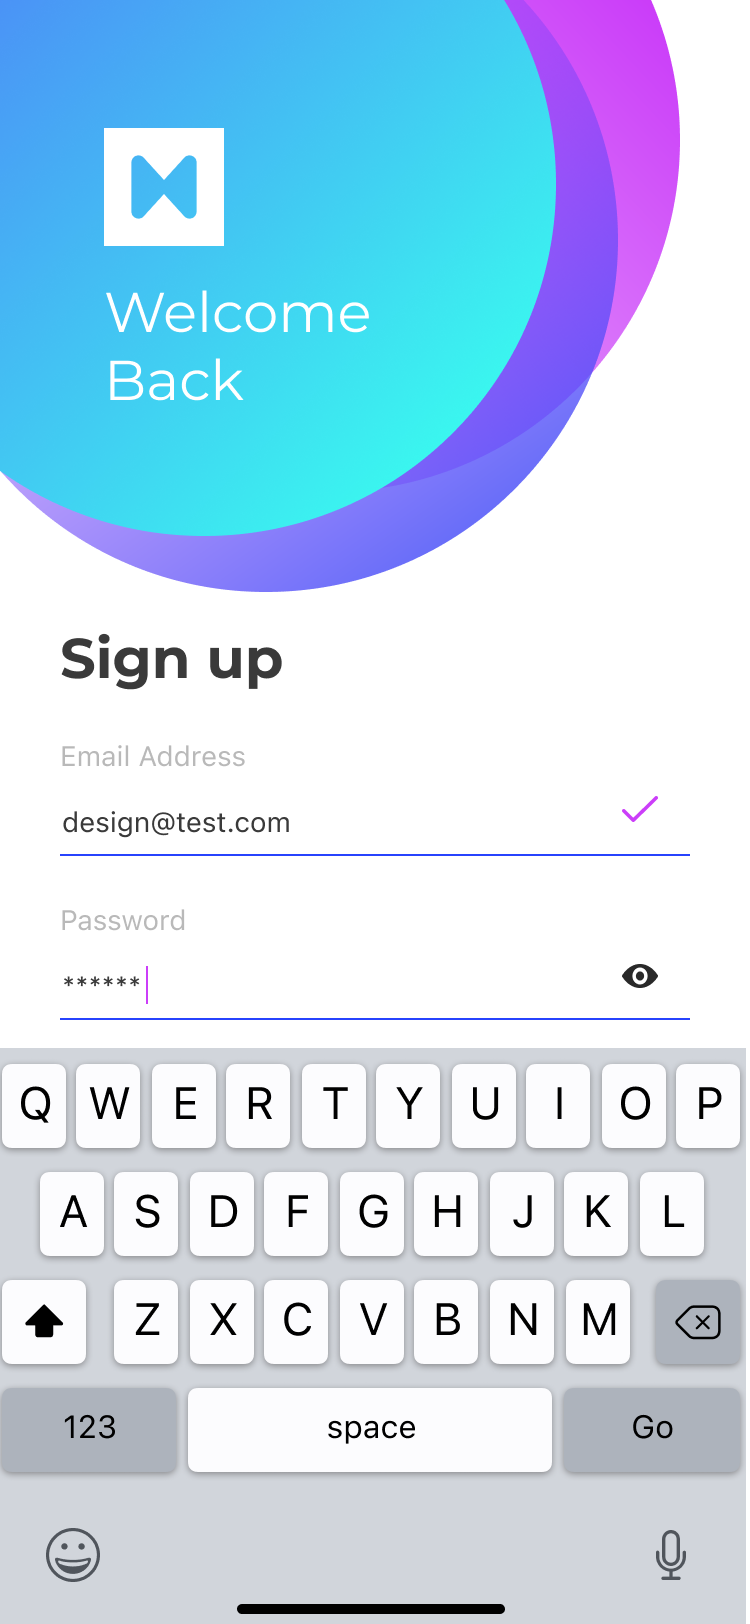 Welcome
Back
Sign up
Email Address
design@test.com
Password
******
Q W E R T Y U I O P
A S D F G H J K L
Z X C V B N M
123 space Go